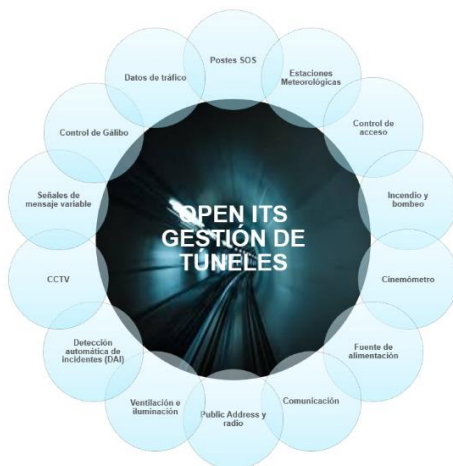 OPEN ITS
GESTIÓN DE
TÚNELES
Postes SOS
Estaciones
Meteorológicas
Control de
acceso
Incendio y
bombeo
Cinemómetro
Fuente de
alimentación
Comunicación
Public Address y
radio
Ventilación e
iluminación
Detección
automática de
incidentes (DAI)
CCTV
Señales de
mensaje variable
Control de Gálibo
Datos de tráfico